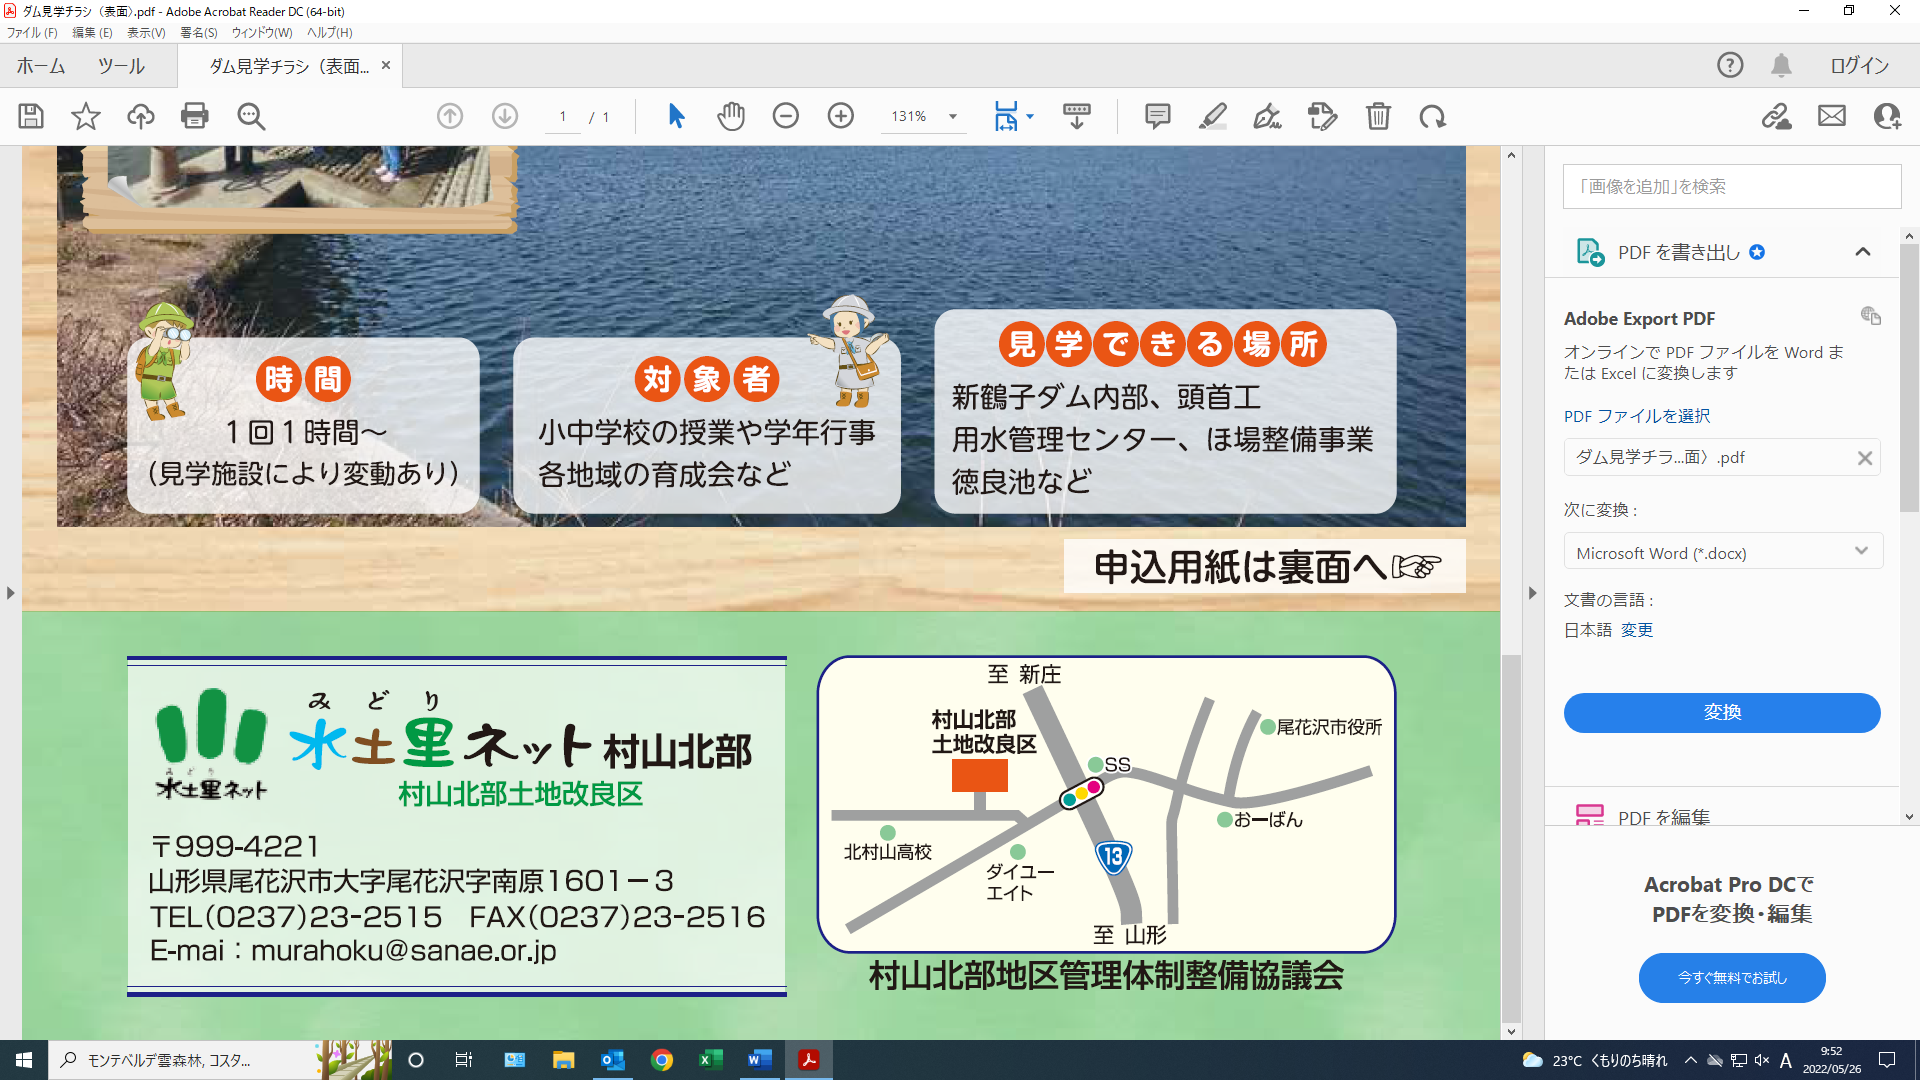 ダム見学チラシ（表面）.pdf - Adobe Acrobat Reader DC (64-bit)
ファイル(F) 編集(E) 表示(V) 署名(S) ウィンドウ(W) ヘルプ(H)
ホーム ツール ダム見学チラシ（表面... × ログイン
1 / 1 131%
時間
1回1時間～
（見学施設により変動あり）
対象者
小中学校の授業や学年行事
各地域の育成会など
見学できる場所
新鶴子ダム内部、頭首工
用水管理センター、ほ場整備事業
徳良池など
申込用紙は裏面へ☞
みどり
水土里ネット 村山北部
村山北部土地改良区
みどり
水土里ネット
〒999-4221
山形県尾花沢市大字尾花沢字南原1601－3
TEL(0237)23-2515 FAX(0237)23-2516
E-mai：murahoku@sanae.or.jp
至 新庄
村山北部
土地改良区
尾花沢市役所
SS
おーばん
北村山高校
ダイユー
エイト
13
至 山形
村山北部地区管理体制整備協議会
「画像を追加」を検索
PDF を書き出し
Adobe Export PDF
オンラインで PDF ファイルを Word ま
たは Excel に変換します
PDF ファイルを選択
ダム見学チラ...面）.pdf
次に変換 :
Microsoft Word (*.docx)
文書の言語 :
日本語 変更
変換
PDF を編集
Acrobat Pro DCで
PDFを変換・編集
今すぐ無料でお試し
モンテベルデ雲森林, コスタ...
23°C くもりのち晴れ A 9:52
2022/05/26